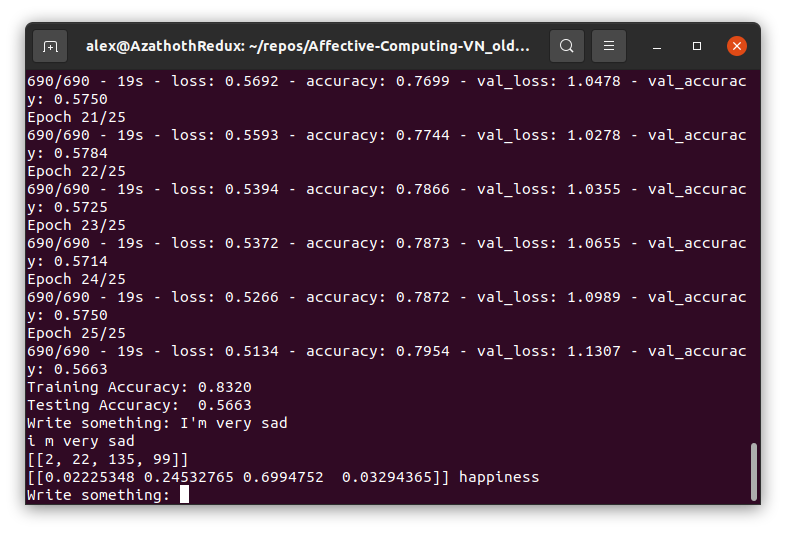 alex@AzathothRedux: ~/repos/Affective-Computing-VN_old...
690/690 - 19s - loss: 0.5692 - accuracy: 0.7699 - val_loss: 1.0478 - val_accurac
y: 0.5750
Epoch 21/25
690/690 - 19s - loss: 0.5593 - accuracy: 0.7744 - val_loss: 1.0278 - val_accurac
y: 0.5784
Epoch 22/25
690/690 - 19s - loss: 0.5394 - accuracy: 0.7866 - val_loss: 1.0355 - val_accurac
y: 0.5725
Epoch 23/25
690/690 - 19s - loss: 0.5372 - accuracy: 0.7873 - val_loss: 1.0655 - val_accurac
y: 0.5714
Epoch 24/25
690/690 - 19s - loss: 0.5266 - accuracy: 0.7872 - val_loss: 1.0989 - val_accurac
y: 0.5750
Epoch 25/25
690/690 - 19s - loss: 0.5134 - accuracy: 0.7954 - val_loss: 1.1307 - val_accurac
y: 0.5663
Training Accuracy: 0.8320
Testing Accuracy:  0.5663
Write something: I'm very sad
i m very sad
[[2, 22, 135, 99]]
[[0.02225348 0.24532765 0.6994752  0.03294365]] happiness
Write something: